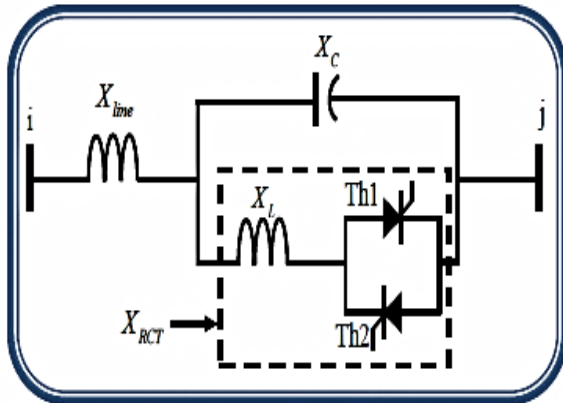 X_C
X_line
i
j
Th1
X_L
X_RCT
Th2